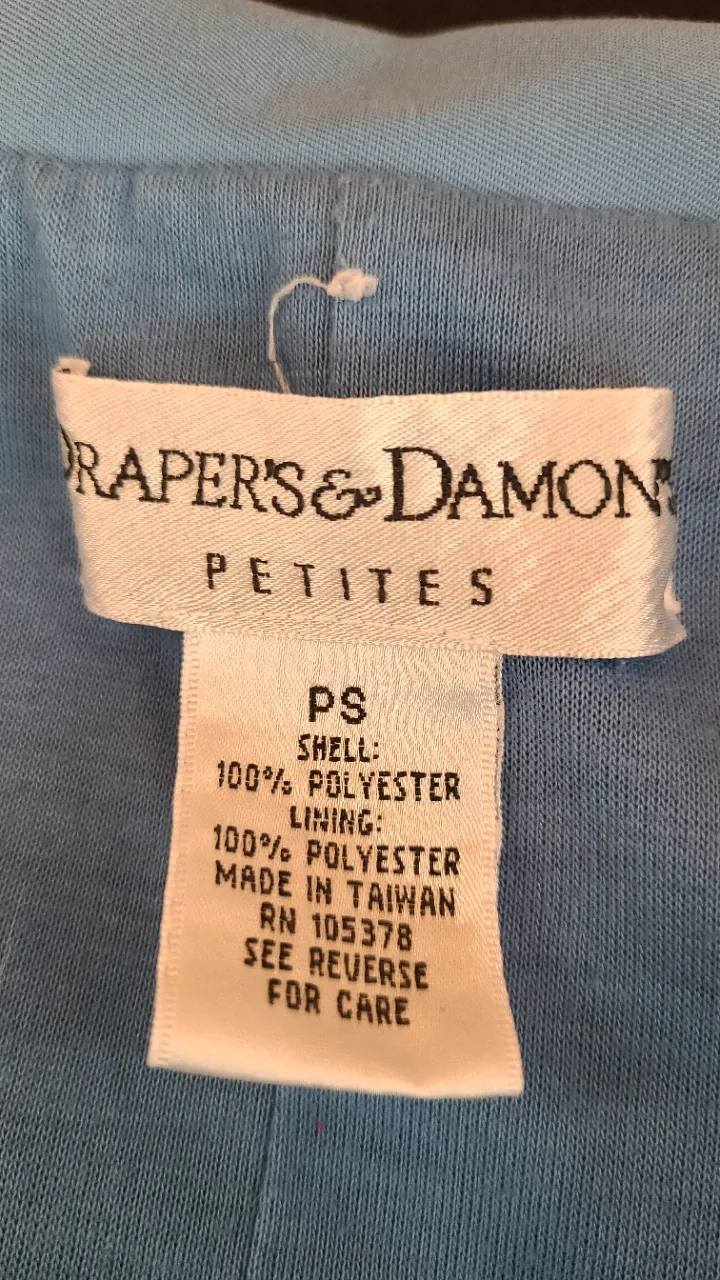 DRAPER'S & DAMON'S
PETITES
PS
SHELL:
100% POLYESTER
LINING:
100% POLYESTER
MADE IN TAIWAN
RN 105378
SEE REVERSE
FOR CARE